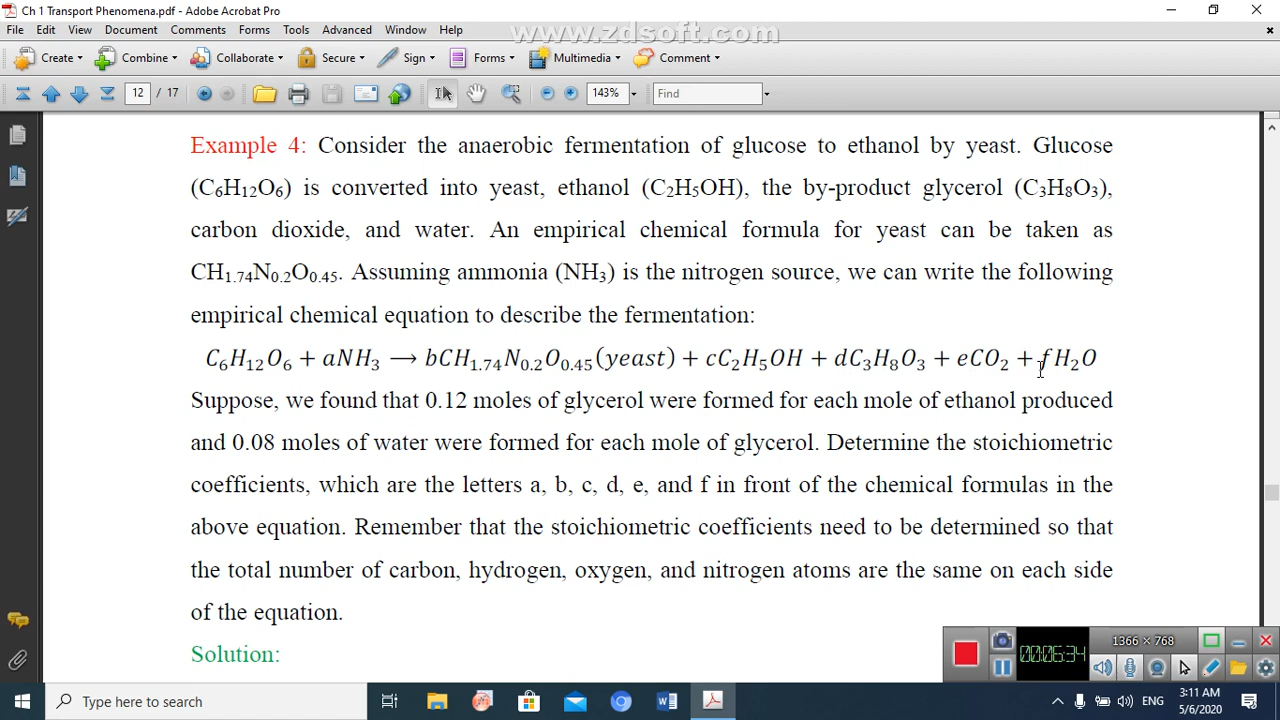 Ch 1 Transport Phenomena.pdf - Adobe Acrobat Pro
File Edit View Document Comments Forms Tools Advanced Window Help
www.zdsoft.com
Create Combine Collaborate Secure Sign Forms Multimedia Comment
12 / 17 143% Find
Example 4: Consider the anaerobic fermentation of glucose to ethanol by yeast. Glucose
(C₆H₁₂O₆) is converted into yeast, ethanol (C₂H₅OH), the by-product glycerol (C₃H₈O₃),
carbon dioxide, and water. An empirical chemical formula for yeast can be taken as
CH₁.₇₄N₀.₂O₀.₄₅. Assuming ammonia (NH₃) is the nitrogen source, we can write the following
empirical chemical equation to describe the fermentation:
C₆H₁₂O₆ + aNH₃ ⟶ bCH₁.₇₄N₀.₂O₀.₄₅(yeast) + cC₂H₅OH + dC₃H₈O₃ + eCO₂ + fH₂O
Suppose, we found that 0.12 moles of glycerol were formed for each mole of ethanol produced
and 0.08 moles of water were formed for each mole of glycerol. Determine the stoichiometric
coefficients, which are the letters a, b, c, d, e, and f in front of the chemical formulas in the
above equation. Remember that the stoichiometric coefficients need to be determined so that
the total number of carbon, hydrogen, oxygen, and nitrogen atoms are the same on each side
of the equation.
Solution:
00:06:34 1366 × 768
Type here to search
ENG 3:11 AM
5/6/2020